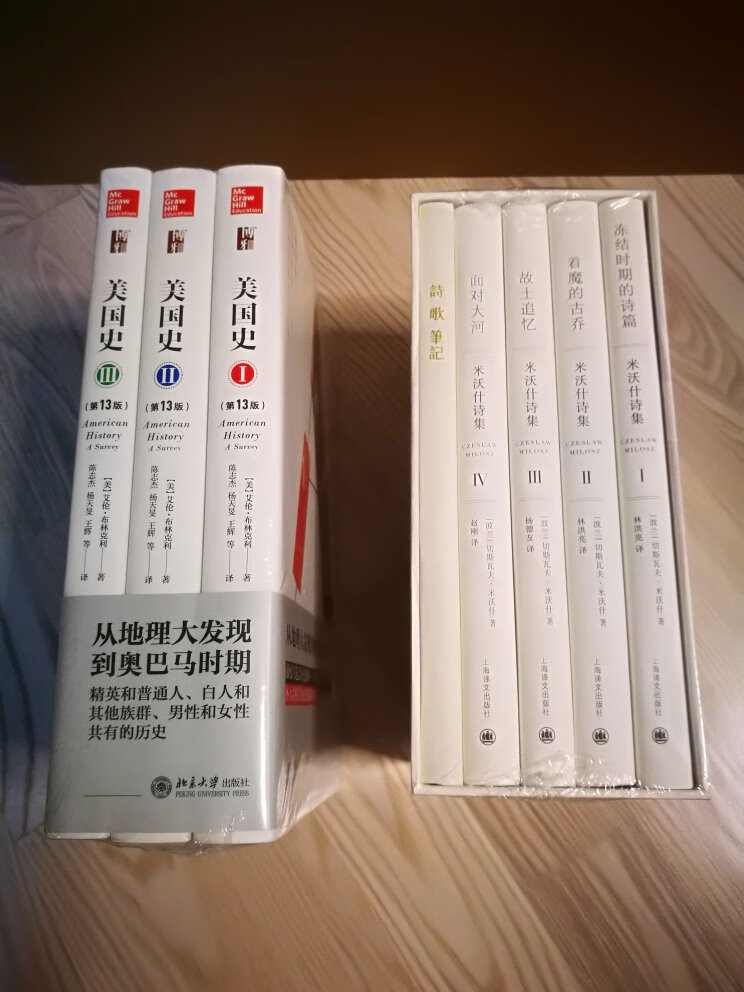 Mc
Graw
Hill
Education
博雅
美国史
III
(第13版)
American
History
A Survey
[美]艾伦·布林克利——著
陈志杰 杨天旻 王辉 等——译
Mc
Graw
Hill
Education
博雅
美国史
II
(第13版)
American
History
A Survey
[美]艾伦·布林克利——著
陈志杰 杨天旻 王辉 等——译
Mc
Graw
Hill
Education
博雅
美国史
I
(第13版)
American
History
A Survey
[美]艾伦·布林克利——著
陈志杰 杨天旻 王辉 等——译
从地理大发现
到奥巴马时期
精英和普通人、白人和
其他族群、男性和女性
共有的历史
北京大学出版社
PEKING UNIVERSITY PRESS
詩歌筆記
面对大河
米沃什诗集
CZESLAW
MILOSZ
IV
[波兰]切斯瓦夫·米沃什 著
赵刚 译
上海译文出版社
故土追忆
米沃什诗集
CZESLAW
MILOSZ
III
[波兰]切斯瓦夫·米沃什 著
杨德友 译
上海译文出版社
着魔的古乔
米沃什诗集
CZESLAW
MILOSZ
II
[波兰]切斯瓦夫·米沃什 著
林洪亮 译
上海译文出版社
冻结时期的诗篇
米沃什诗集
CZESLAW
MILOSZ
I
[波兰]切斯瓦夫·米沃什 著
林洪亮 译
上海译文出版社